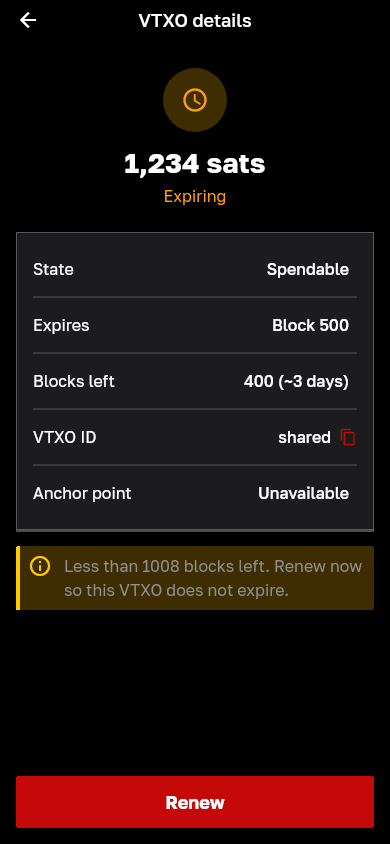 VTXO details
1,234 sats
Expiring
State Spendable
Expires Block 500
Blocks left 400 (~3 days)
VTXO ID shared
Anchor point Unavailable
Less than 1008 blocks left. Renew now
so this VTXO does not expire.
Renew